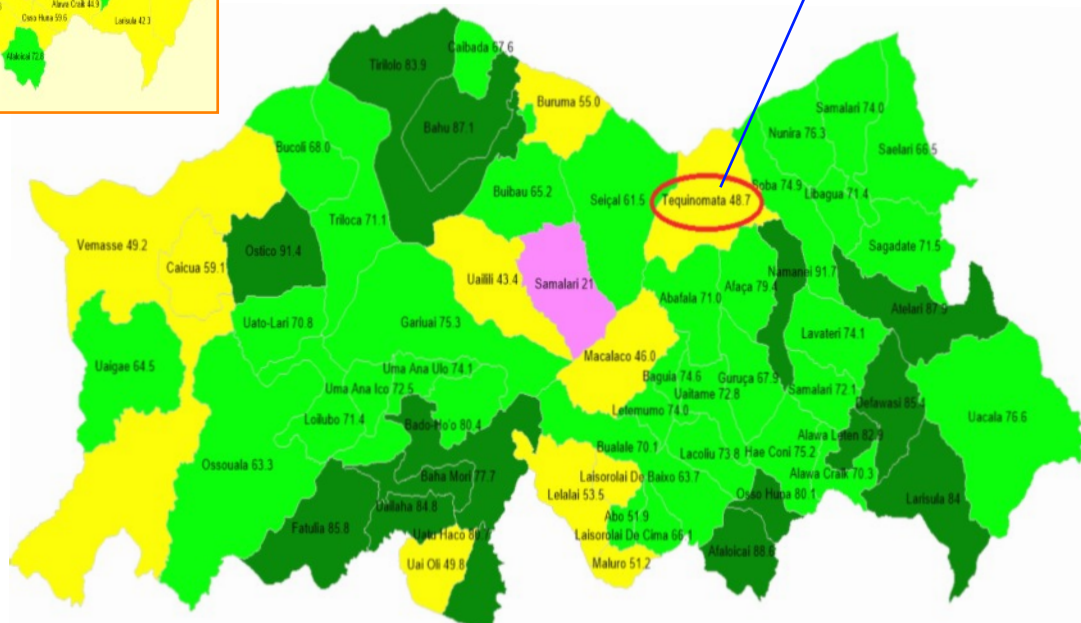 Alawa Craik 44.9
Osso Huna 59.6
Larisula 42.3
Afaloicai 72.0
Caibada 67.6
Tirilolo 83.9
Buruma 55.0
Samalari 74.0
Bahu 87.1
Nunira 76.3
Bucoli 68.0
Saelari 66.5
Buibau 65.2
Seiçal 61.5
Tequinomata 48.7
Soba 74.9
Libagua 71.4
Triloca 71.1
Vemasse 49.2
Ostico 91.4
Sagadate 71.5
Caicua 59.1
Uailili 43.4
Samalari 21
Namanei 91.7
Afaça 79.4
Abafala 71.0
Atelari 87.9
Uato-Lari 70.8
Gariuai 75.3
Lavateri 74.1
Macalaco 46.0
Uaigae 64.5
Uma Ana Ulo 74.1
Baguia 74.6
Guruça 67.9
Uma Ana Ico 72.5
Uaitame 72.8
Samalari 72.1
Defawasi 85.4
Letemumo 74.0
Uacala 76.6
Loilubo 71.4
Bado-Ho'o 80.4
Alawa Leten 82.9
Bualale 70.1
Lacoliu 73.8
Hae Coni 75.2
Ossouala 63.3
Baha Mori 77.7
Laisorolai De Baixo 63.7
Alawa Craik 70.3
Lelalai 53.5
Osso Huna 80.1
Larisula 84
Uailaha 84.8
Abo 51.9
Fatulia 85.8
Uatu Haco 80.7
Laisorolai De Cima 66.1
Afaloicai 88.6
Uai Oli 49.8
Maluro 51.2